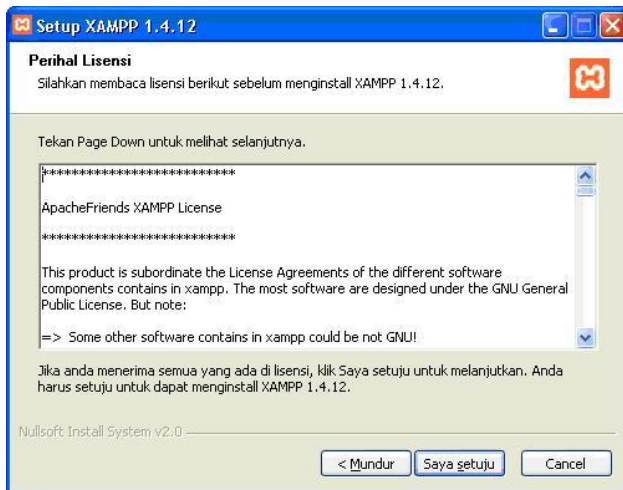 Setup XAMPP 1.4.12
Perihal Lisensi
Silahkan membaca lisensi berikut sebelum menginstall XAMPP 1.4.12.
Tekan Page Down untuk melihat selanjutnya.
***************************
ApacheFriends XAMPP License
***************************
This product is subordinate the License Agreements of the different software
components contains in xampp. The most software are designed under the GNU General
Public License. But note:
=> Some other software contains in xampp could be not GNU!
Jika anda menerima semua yang ada di lisensi, klik Saya setuju untuk melanjutkan. Anda
harus setuju untuk dapat menginstall XAMPP 1.4.12.
Nullsoft Install System v2.0
< Mundur
Saya setuju
Cancel